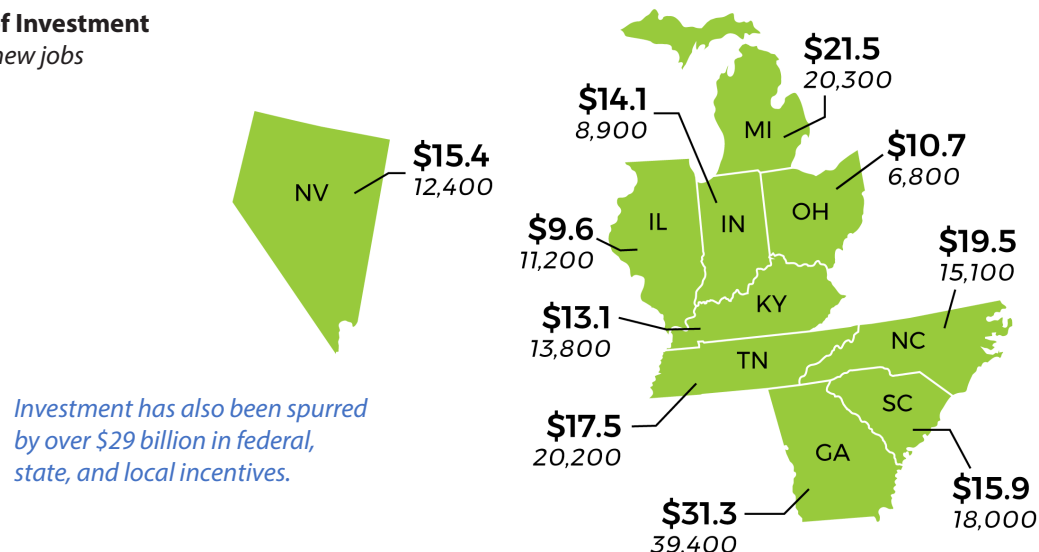 f Investment
new jobs
$21.5
20,300
$14.1
8,900
MI
$10.7
6,800
$15.4
12,400
NV
IL
IN
OH
$9.6
11,200
$19.5
15,100
KY
$13.1
13,800
NC
TN
SC
Investment has also been spurred
by over $29 billion in federal,
state, and local incentives.
$17.5
20,200
GA
$15.9
18,000
$31.3
39,400